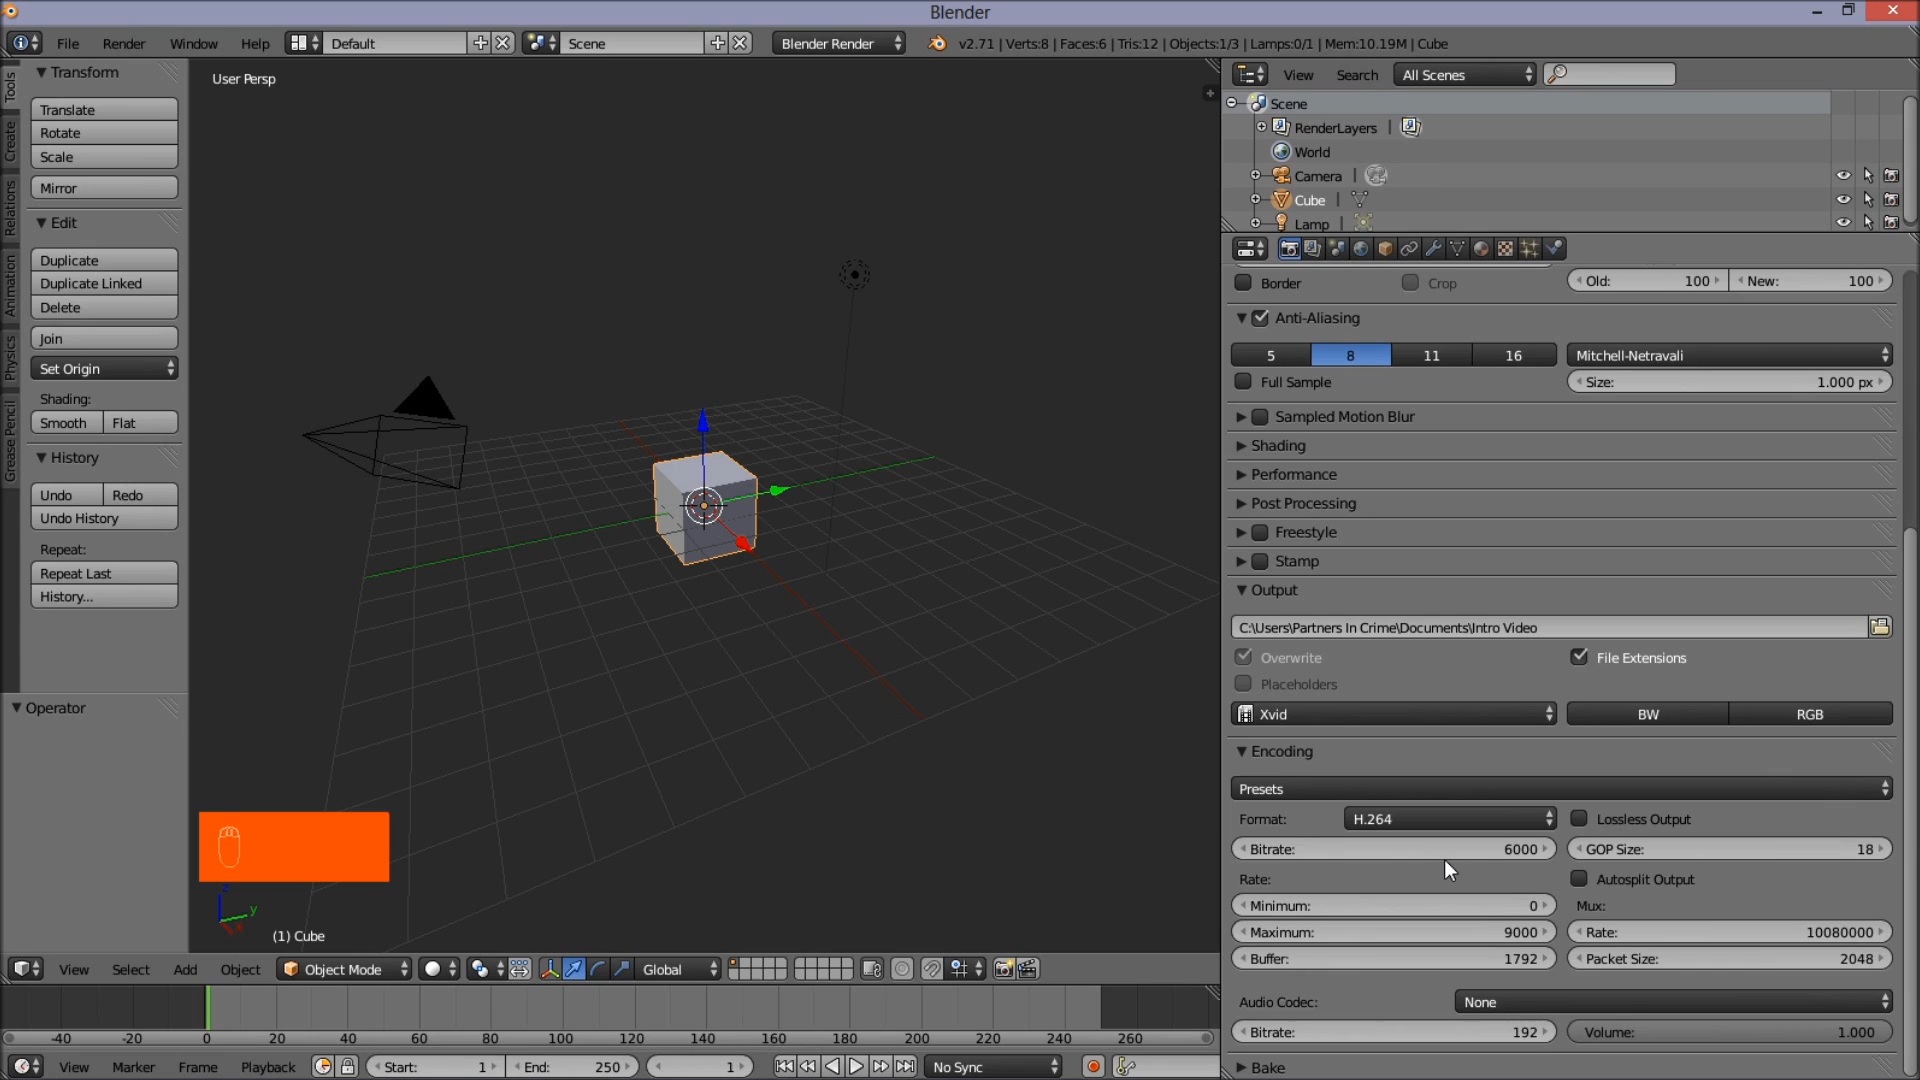 Blender
File Render Window Help Default Scene Blender Render v2.71 | Verts:8 | Faces:6 | Tris:12 | Objects:1/3 | Lamps:0/1 | Mem:10.19M | Cube
View Search All Scenes
Tools
Create
Relations
Animation
Physics
Grease Pencil
Transform
Translate
Rotate
Scale
Mirror
Edit
Duplicate
Duplicate Linked
Delete
Join
Set Origin
Shading:
Smooth Flat
History
Undo Redo
Undo History
Repeat:
Repeat Last
History...
Operator
User Persp
z
y
x
(1) Cube
Scene
RenderLayers |
World
Camera |
Cube |
Lamp |
Border Crop Old: 100 New: 100
Anti-Aliasing
5 8 11 16 Mitchell-Netravali
Full Sample Size: 1.000 px
Sampled Motion Blur
Shading
Performance
Post Processing
Freestyle
Stamp
Output
C:\Users\Partners In Crime\Documents\Intro Video
Overwrite File Extensions
Placeholders
Xvid BW RGB
Encoding
Presets
Format: H.264 Lossless Output
Bitrate: 6000 GOP Size: 18
Rate: Autosplit Output
Minimum: 0 Mux:
Maximum: 9000 Rate: 10080000
Buffer: 1792 Packet Size: 2048
Audio Codec: None
Bitrate: 192 Volume: 1.000
Bake
View Select Add Object Object Mode Global
-40 -20 0 20 40 60 80 100 120 140 160 180 200 220 240 260
View Marker Frame Playback Start: 1 End: 250 1 No Sync